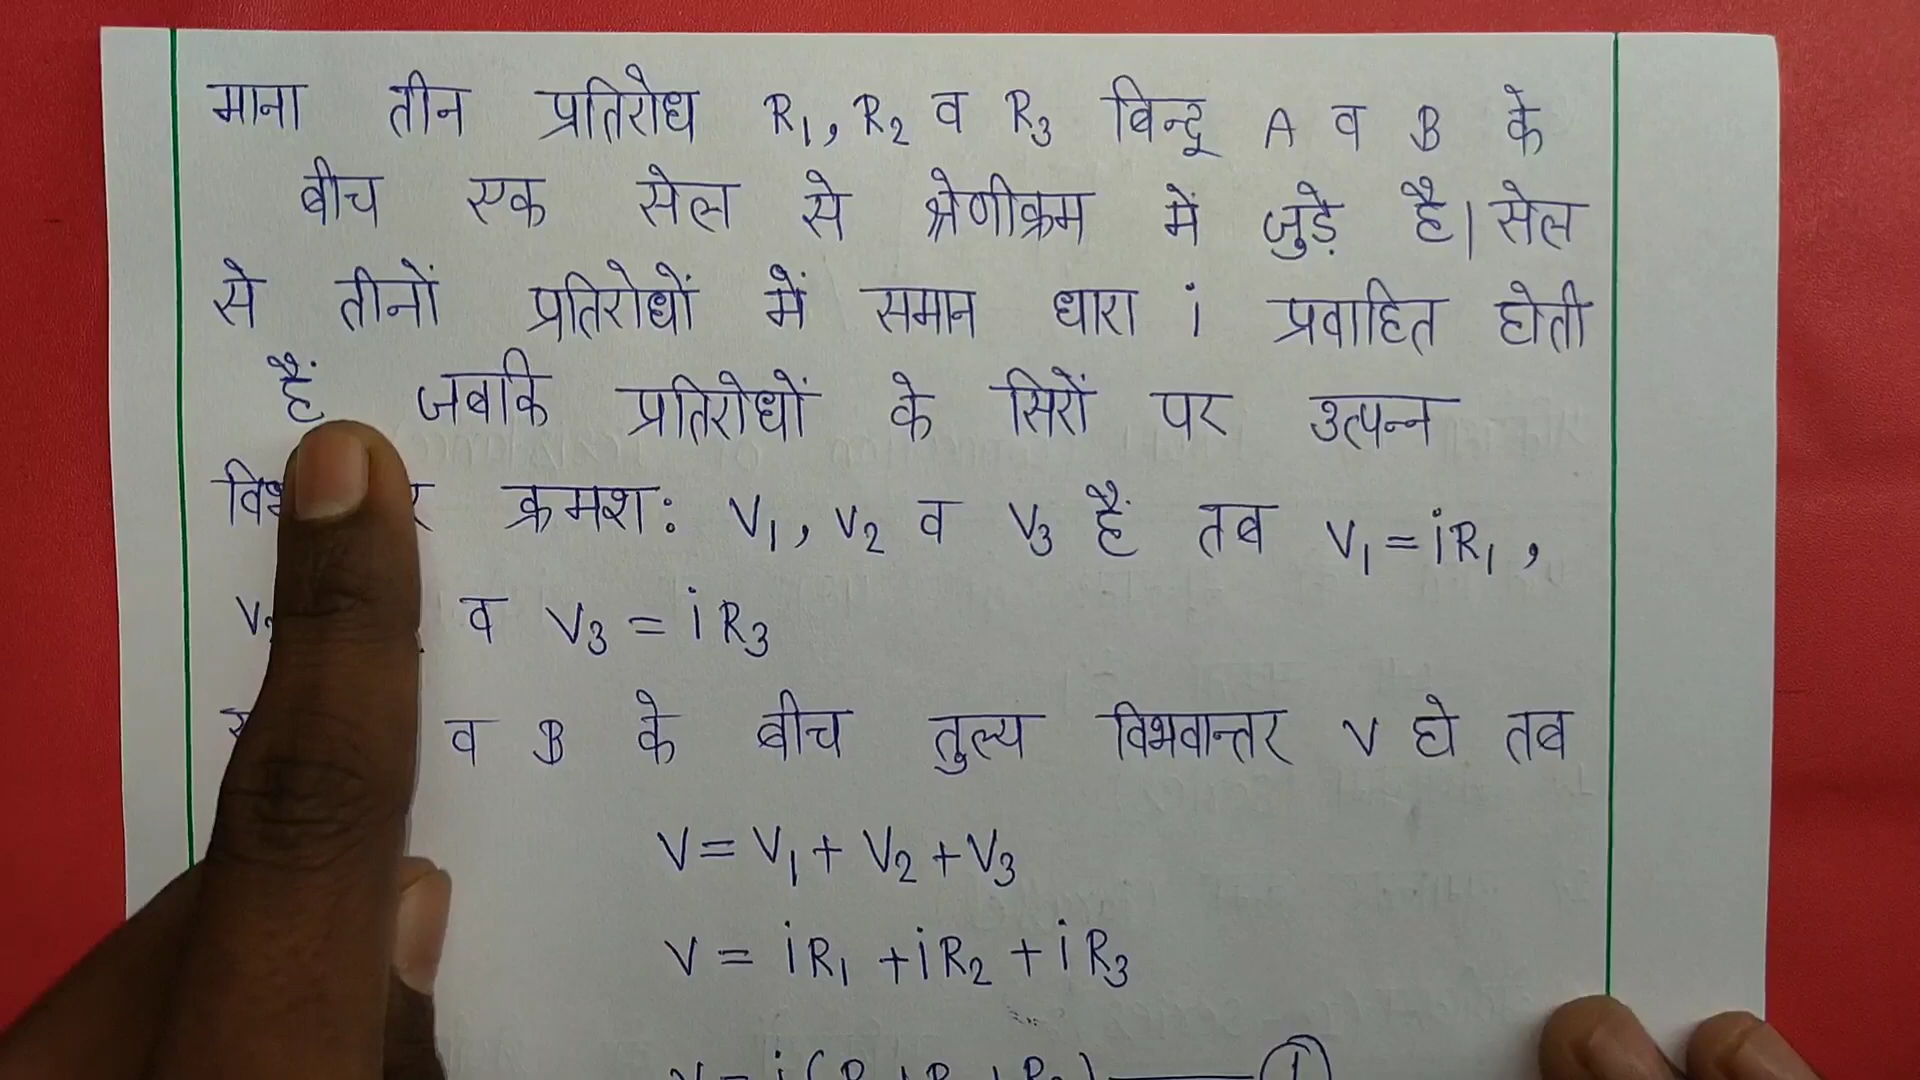 माना तीन प्रतिरोध R₁, R₂ व R₃ बिन्दू A व B के
बीच एक सेल से श्रेणीक्रम में जुड़े है। सेल
से तीनों प्रतिरोधों में समान धारा i प्रवाहित होती
हैं जबकि प्रतिरोधों के सिरों पर उत्पन्न
क्रमशः V₁, V₂ व V₃ हैं तब V₁ = iR₁,
व V₃ = iR₃
व B के बीच तुल्य विभवान्तर V हो तब
V = V₁ + V₂ + V₃
V = iR₁ + iR₂ + iR₃